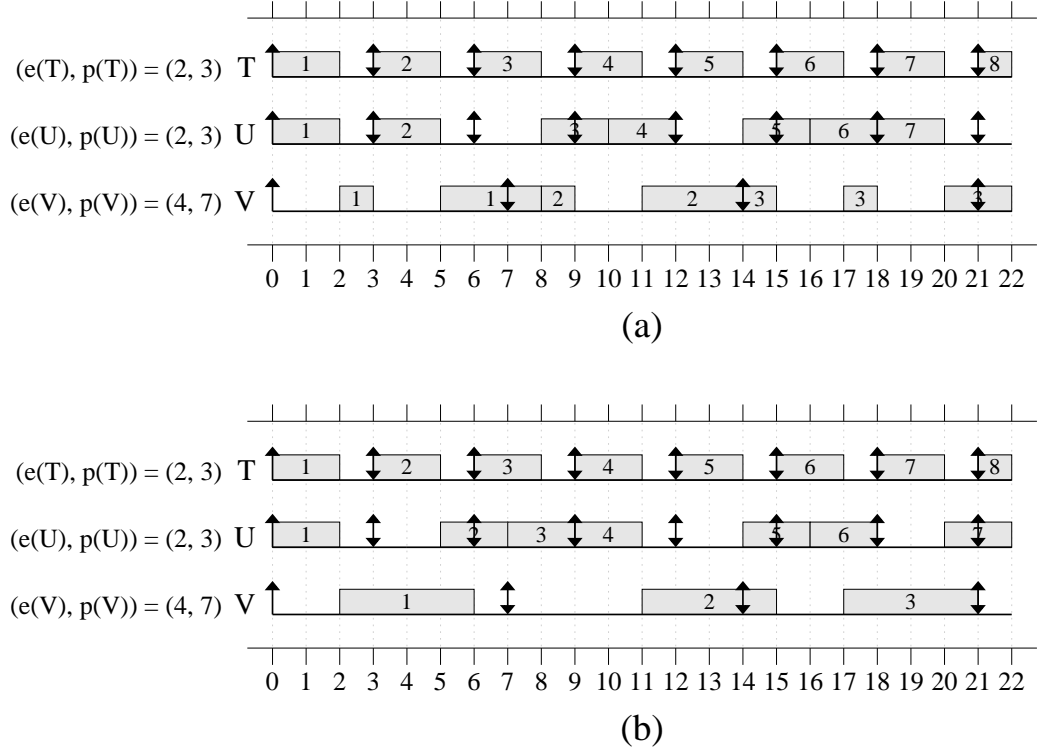 (e(T), p(T)) = (2, 3) T 1 2 3 4 5 6 7 8
(e(U), p(U)) = (2, 3) U 1 2 3 4 5 6 7
(e(V), p(V)) = (4, 7) V 1 1 2 2 3 3 3
0 1 2 3 4 5 6 7 8 9 10 11 12 13 14 15 16 17 18 19 20 21 22
(a)
(e(T), p(T)) = (2, 3) T 1 2 3 4 5 6 7 8
(e(U), p(U)) = (2, 3) U 1 2 3 4 5 6 7
(e(V), p(V)) = (4, 7) V 1 2 3
0 1 2 3 4 5 6 7 8 9 10 11 12 13 14 15 16 17 18 19 20 21 22
(b)